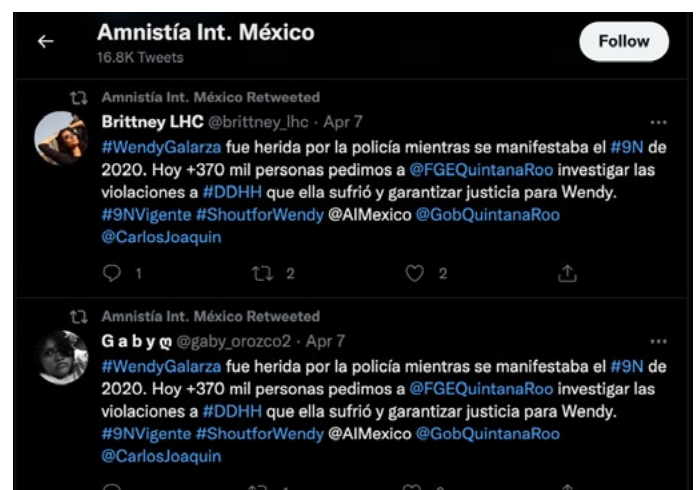 Amnistía Int. México
16.8K Tweets
Follow
Amnistía Int. México Retweeted
Brittney LHC @brittney_lhc · Apr 7
#WendyGalarza fue herida por la policía mientras se manifestaba el #9N de
2020. Hoy +370 mil personas pedimos a @FGEQuintanaRoo investigar las
violaciones a #DDHH que ella sufrió y garantizar justicia para Wendy.
#9NVigente #ShoutforWendy @AIMexico @GobQuintanaRoo
@CarlosJoaquin
1 2 2
Amnistía Int. México Retweeted
G a b y ღ @gaby_orozco2 · Apr 7
#WendyGalarza fue herida por la policía mientras se manifestaba el #9N de
2020. Hoy +370 mil personas pedimos a @FGEQuintanaRoo investigar las
violaciones a #DDHH que ella sufrió y garantizar justicia para Wendy.
#9NVigente #ShoutforWendy @AIMexico @GobQuintanaRoo
@CarlosJoaquin